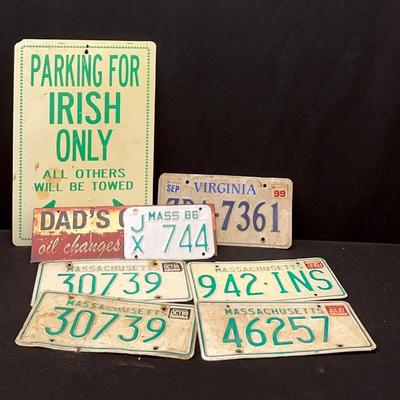 PARKING FOR
IRISH
ONLY
ALL OTHERS
WILL BE TOWED
SEP VIRGINIA 99
7361
DAD'S
oil changes
MASS 86
JX 744
MASSACHUSETTS
30739
MASSACHUSETTS
942·INS
MASSACHUSETTS
30739
MASSACHUSETTS
46257